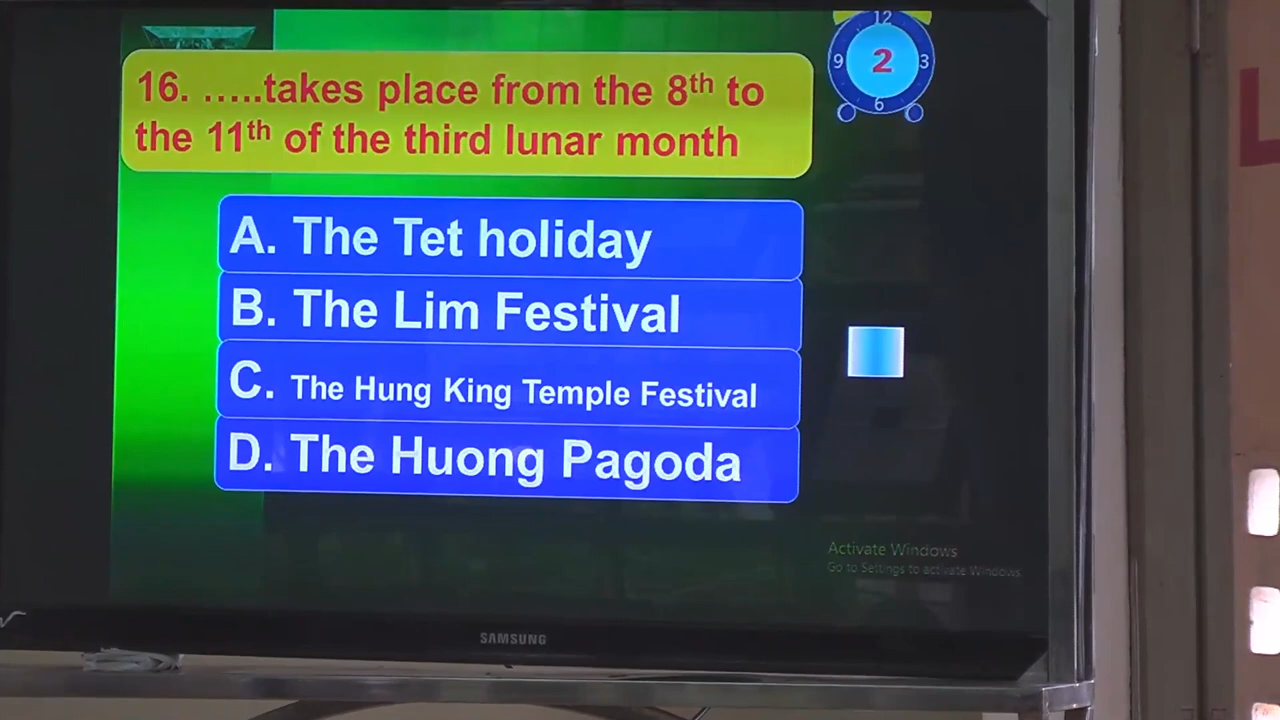 12
9 2 3
6
16. .....takes place from the 8th to
the 11th of the third lunar month
A. The Tet holiday
B. The Lim Festival
C. The Hung King Temple Festival
D. The Huong Pagoda
Activate Windows
Go to Settings to activate Windows.
SAMSUNG
L